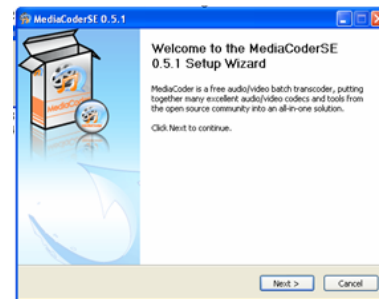 MediaCoderSE 0.5.1
Welcome to the MediaCoderSE
0.5.1 Setup Wizard
MediaCoder is a free audio/video batch transcoder, putting
together many excellent audio/video codecs and tools from
the open source community into an all-in-one solution.
Click Next to continue.
MediaCoder
Next >
Cancel